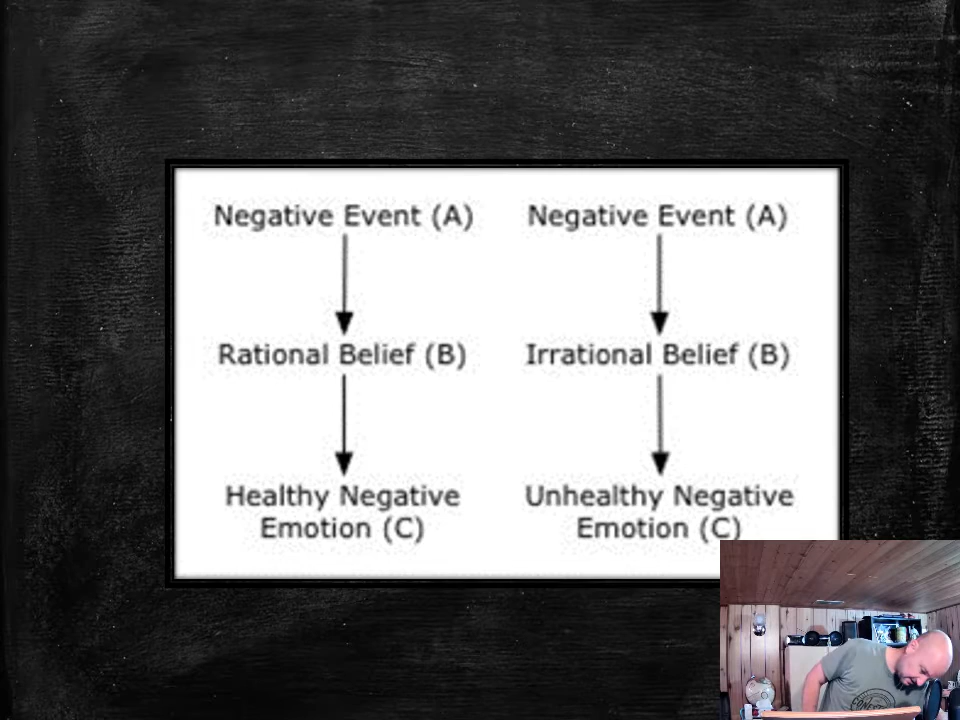 Negative Event (A)
Negative Event (A)
Rational Belief (B)
Irrational Belief (B)
Healthy Negative
Emotion (C)
Unhealthy Negative
Emotion (C)